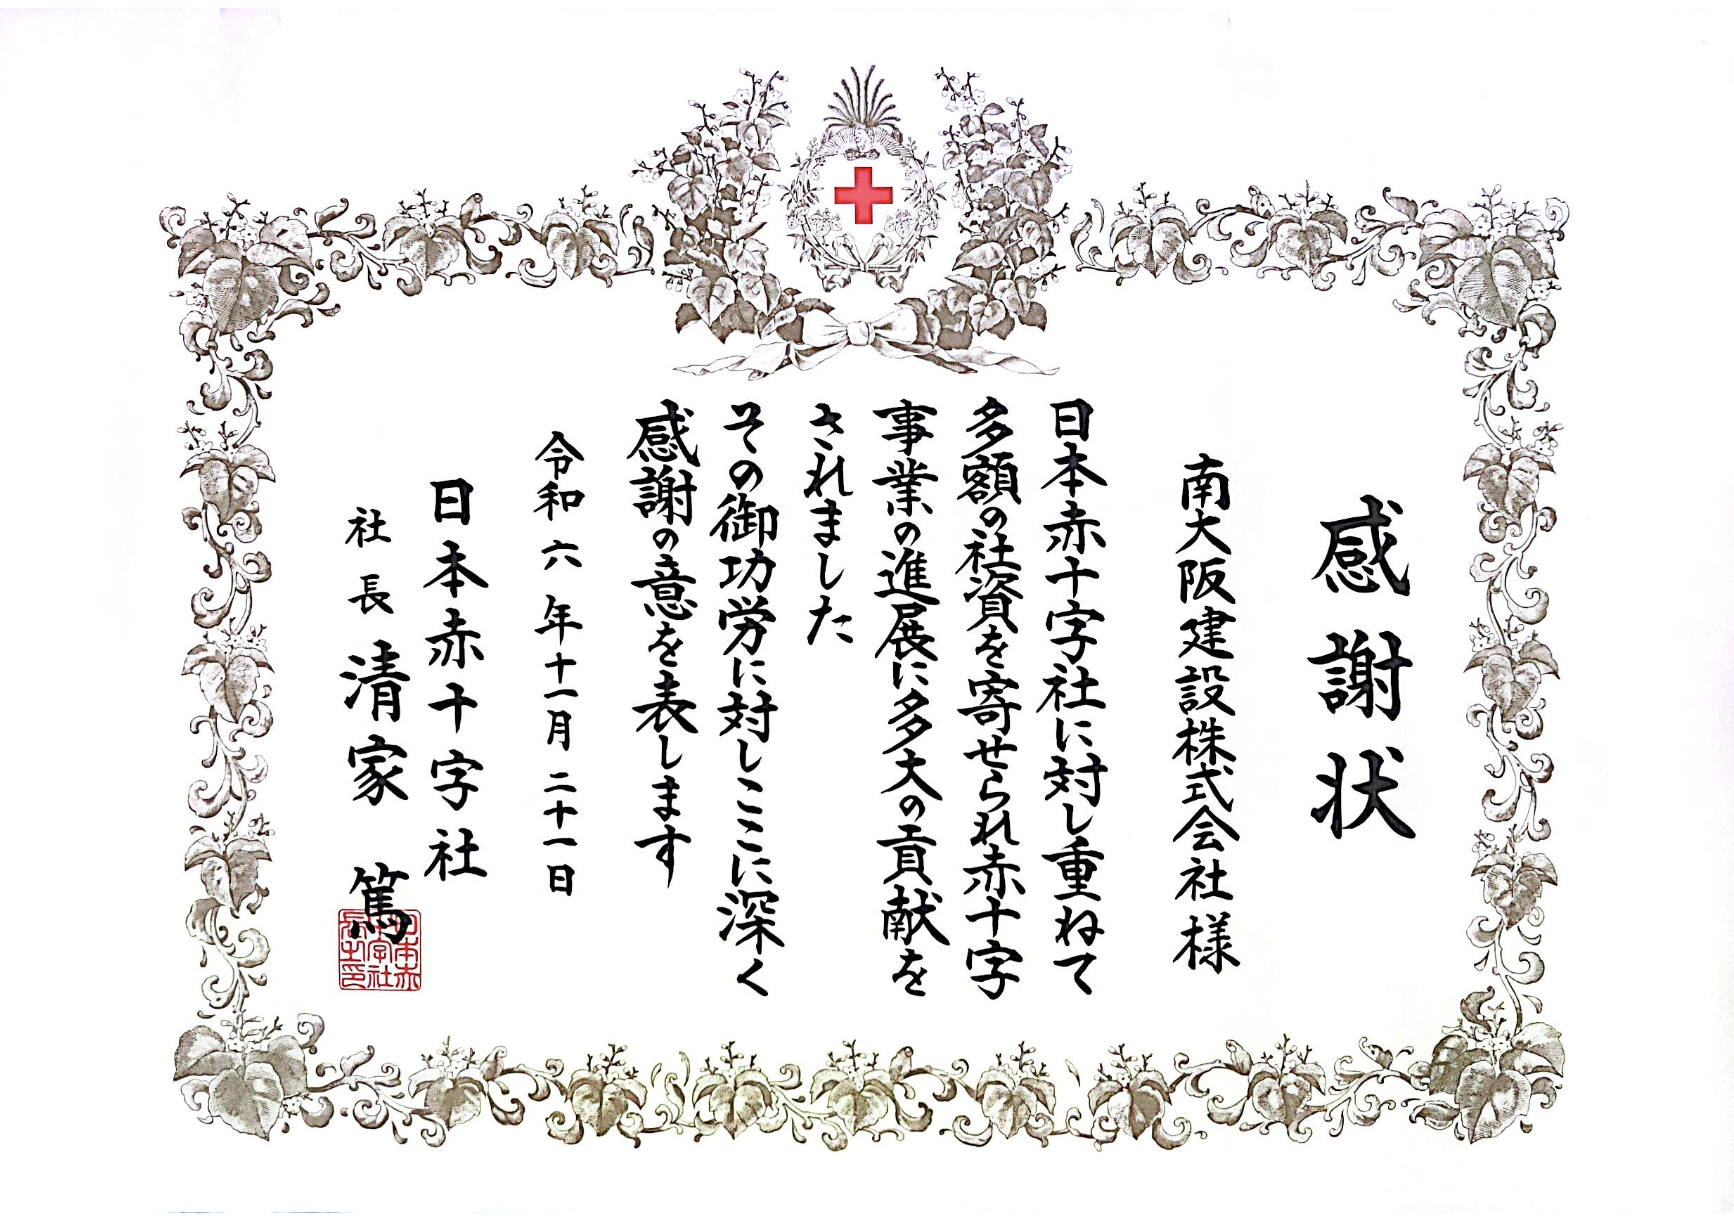 感謝状
南大阪建設株式会社様
日本赤十字社に対し重ねて
多額の社資を寄せられ赤十字
事業の進展に多大の貢献を
されました
その御功労に対しここに深く
感謝の意を表します
令和六年十一月二十一日
日本赤十字社
社長 清家 篤
日本赤十字社長之印